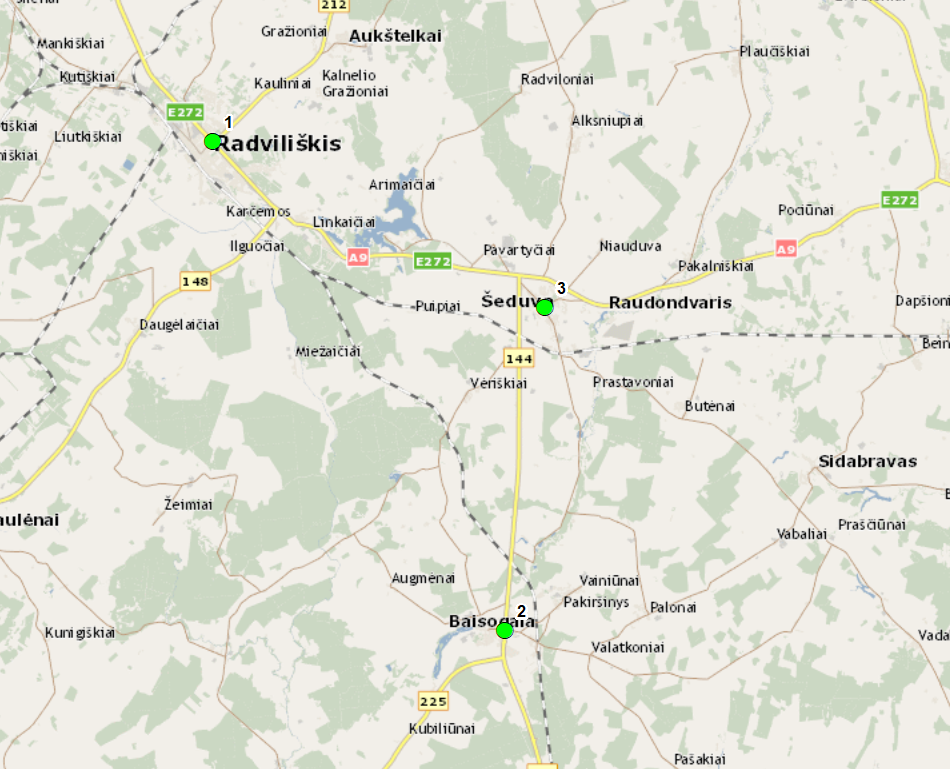 212
Gražioniai
Aukštelkai
Mankiškiai
Plaučiškiai
Kutiškiai
Kauliniai
Kalnelio
Gražioniai
Radviloniai
E272
1
Alksniupiai
Liutkiškiai
Radviliškis
Arimaičiai
E272
Karčemos
Linkaičiai
Pociūnai
Ilguočiai
Pavartyčiai
Niauduva
A9
A9
E272
Pakalniškiai
148
3
Šeduva
Raudondvaris
Puipiai
Daugėlaičiai
Miežaičiai
144
Vėriškiai
Prastavoniai
Butėnai
Sidabravas
Žeimiai
Praščiūnai
Vabaliai
Augmėnai
Vainiūnai
Pakiršinys
2
Palonai
Baisogala
Kunigiškiai
Valatkoniai
225
Kubiliūnai
Pašakiai